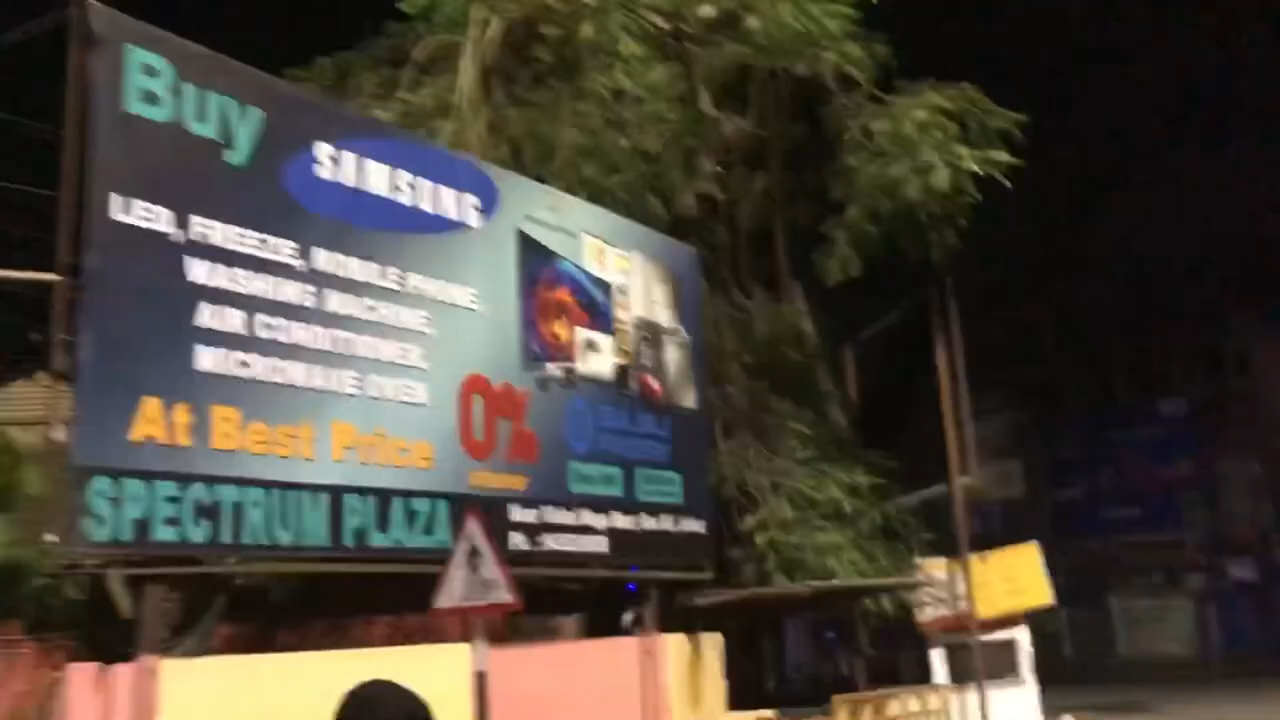 Buy
SAMSUNG
LED, FREEZE, MOBILE PHONE
WASHING MACHINE,
AIR CONDITIONER,
MICROWAVE OVEN
At Best Price
0%
SPECTRUM PLAZA